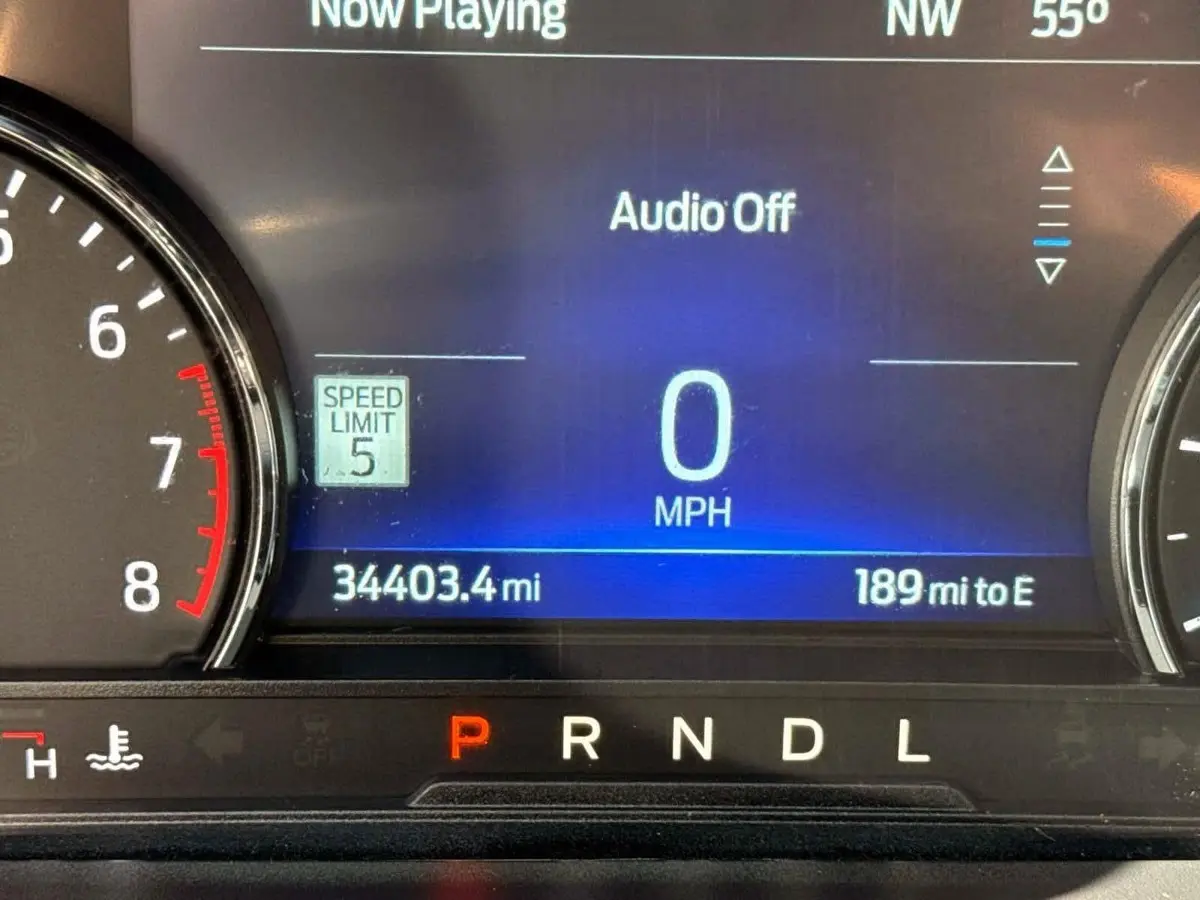 Now Playing NW 55°
Audio Off
5
6
7
8
SPEED
LIMIT
5
0
MPH
34403.4 mi 189 mi to E
H OFF P R N D L